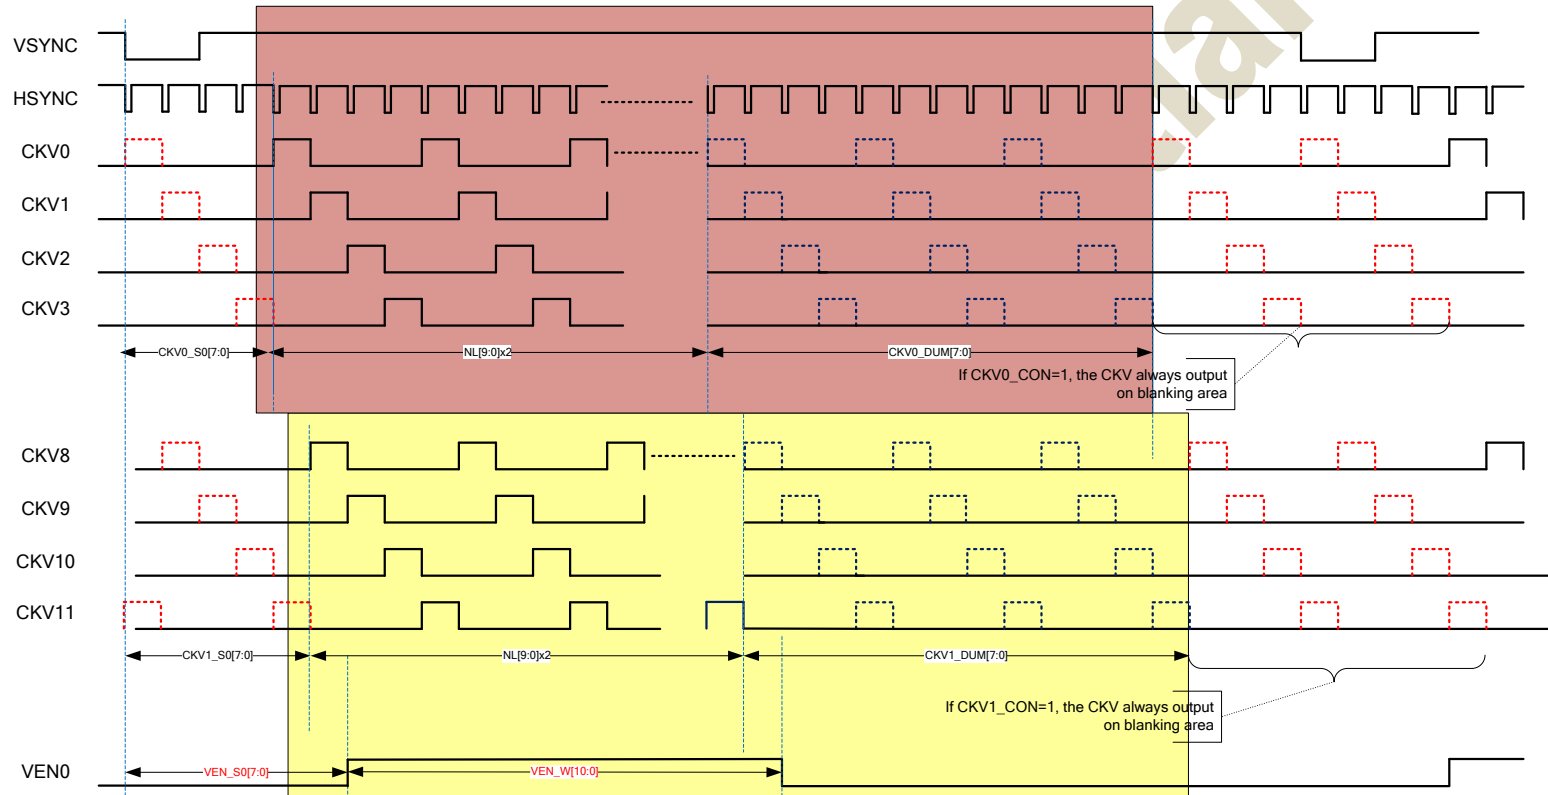 VSYNC
HSYNC
CKV0
CKV1
CKV2
CKV3
CKV0_S0[7:0]
NL[9:0]x2
CKV0_DUM[7:0]
If CKV0_CON=1, the CKV always output
on blanking area
CKV8
CKV9
CKV10
CKV11
CKV1_S0[7:0]
NL[9:0]x2
CKV1_DUM[7:0]
If CKV1_CON=1, the CKV always output
on blanking area
VEN0
VEN_S0[7:0]
VEN_W[10:0]